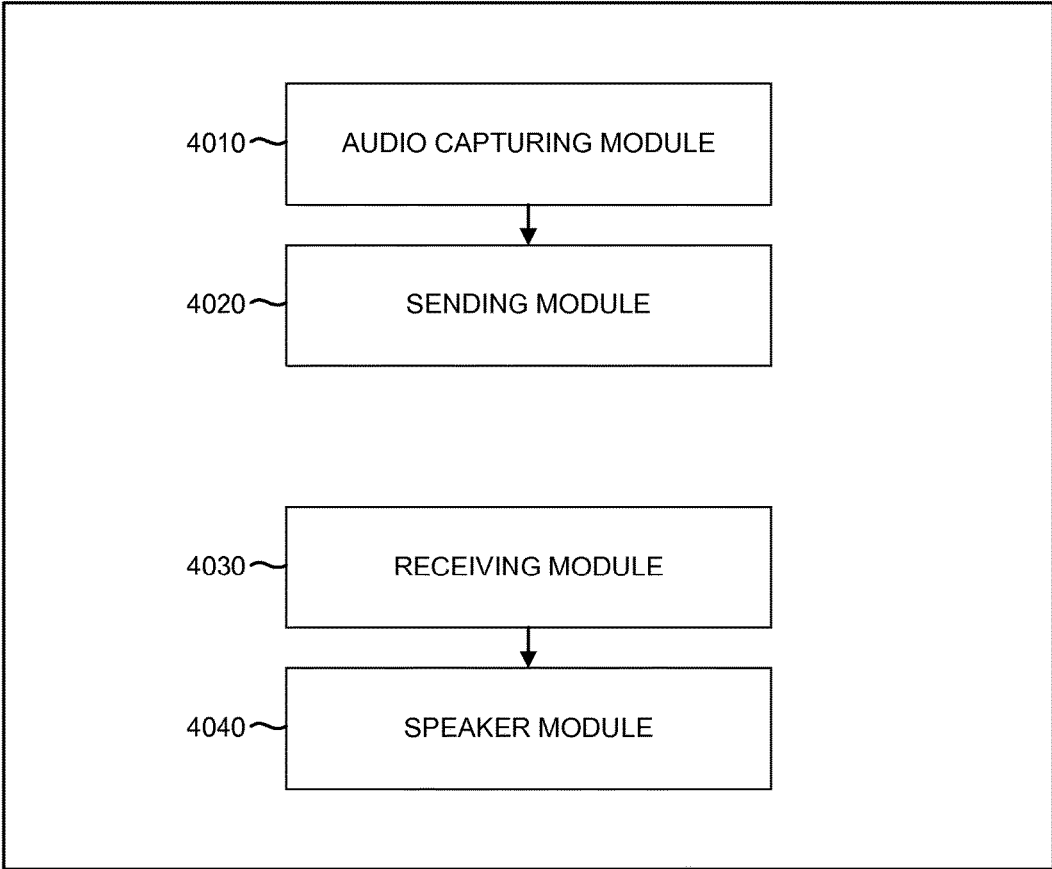 4010 AUDIO CAPTURING MODULE
4020 SENDING MODULE
4030 RECEIVING MODULE
4040 SPEAKER MODULE